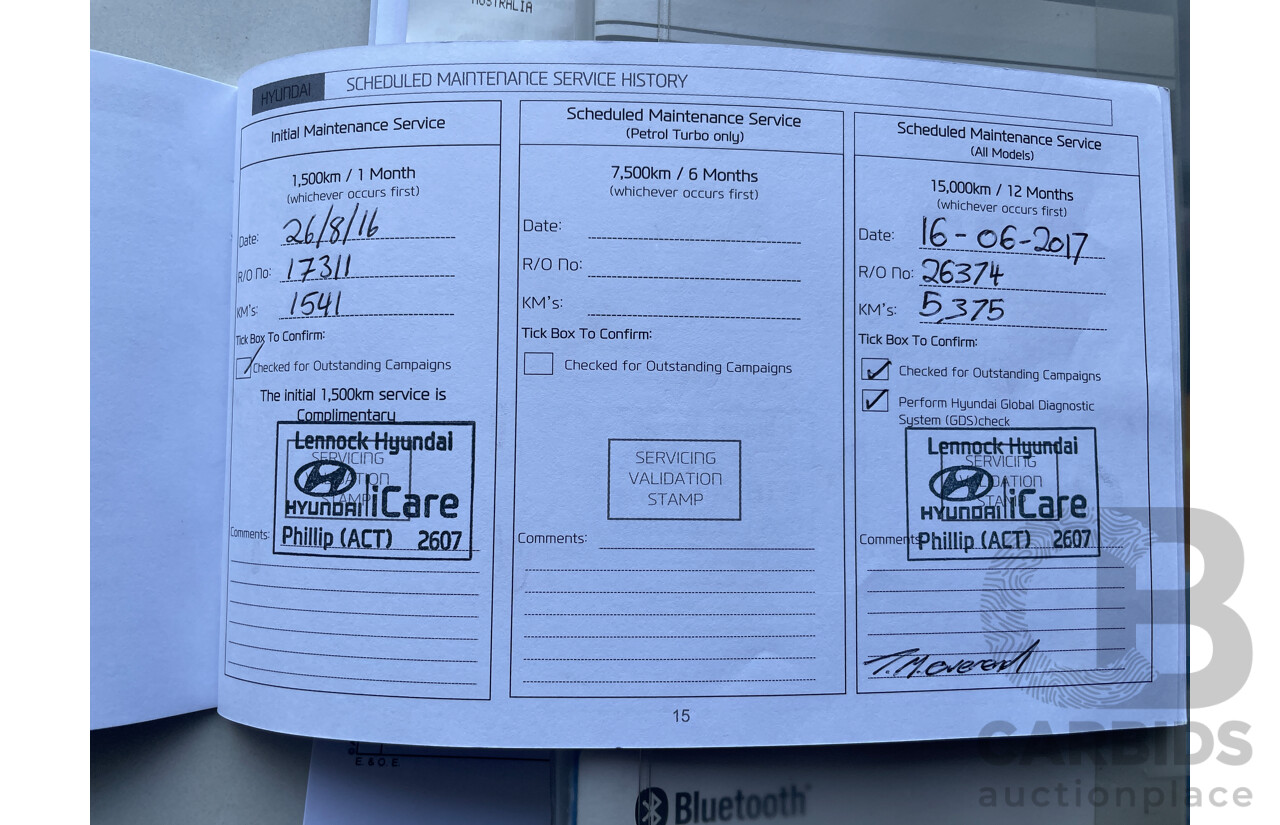 AUSTRALIA
HYUNDAI
SCHEDULED MAINTENANCE SERVICE HISTORY
Initial Maintenance Service
1,500km / 1 Month
(whichever occurs first)
Date: 26/8/16
R/O No: 17311
KM's: 1541
Tick Box To Confirm:
Checked for Outstanding Campaigns
The initial 1,500km service is
Complimentary
Lennock Hyundai
SERVICING
HYUNDAI iCare
STAMP
Phillip (ACT) 2607
Comments:
Scheduled Maintenance Service
(Petrol Turbo only)
7,500km / 6 Months
(whichever occurs first)
Date:
R/O No:
KM's:
Tick Box To Confirm:
Checked for Outstanding Campaigns
SERVICING
VALIDATION
STAMP
Comments:
Scheduled Maintenance Service
(All Models)
15,000km / 12 Months
(whichever occurs first)
Date: 16-06-2017
R/O No: 26374
KM's: 5,375
Tick Box To Confirm:
Checked for Outstanding Campaigns
Perform Hyundai Global Diagnostic
System (GDS)check
Lennock Hyundai
SERVICING
HYUNDAI iCare
Phillip (ACT) 2607
Comments
15
E. & O. E.
Bluetooth
CARBIDS
auctionplace